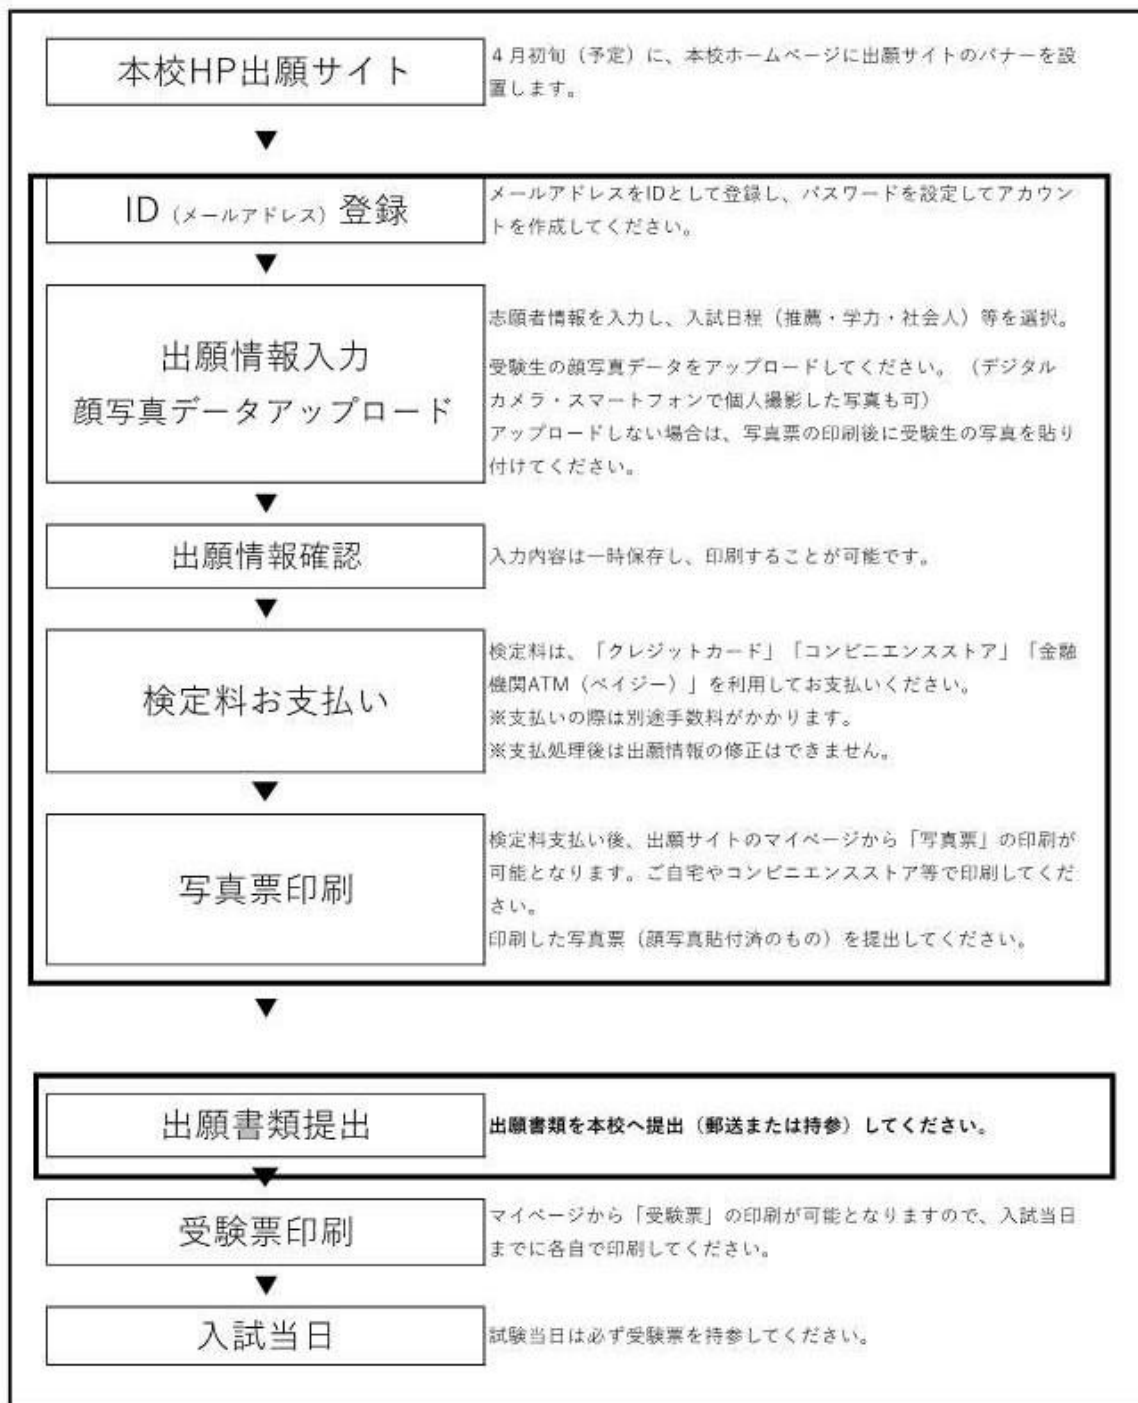 本校HP出願サイト
4月初旬（予定）に、本校ホームページに出願サイトのバナーを設
置します。
▼
ID（メールアドレス）登録
メールアドレスをIDとして登録し、パスワードを設定してアカウン
トを作成してください。
▼
出願情報入力
顔写真データアップロード
志願者情報を入力し、入試日程（推薦・学力・社会人）等を選択。
受験生の顔写真データをアップロードしてください。（デジタル
カメラ・スマートフォンで個人撮影した写真も可）
アップロードしない場合は、写真票の印刷後に受験生の写真を貼り
付けてください。
▼
出願情報確認
入力内容は一時保存し、印刷することが可能です。
▼
検定料お支払い
検定料は、「クレジットカード」「コンビニエンスストア」「金融
機関ATM（ペイジー）」を利用してお支払いください。
※支払いの際は別途手数料がかかります。
※支払処理後は出願情報の修正はできません。
▼
写真票印刷
検定料支払い後、出願サイトのマイページから「写真票」の印刷が
可能となります。ご自宅やコンビニエンスストア等で印刷してくだ
さい。
印刷した写真票（顔写真貼付済のもの）を提出してください。
▼
出願書類提出
出願書類を本校へ提出（郵送または持参）してください。
▼
受験票印刷
マイページから「受験票」の印刷が可能となりますので、入試当日
までに各自で印刷してください。
▼
入試当日
試験当日は必ず受験票を持参してください。